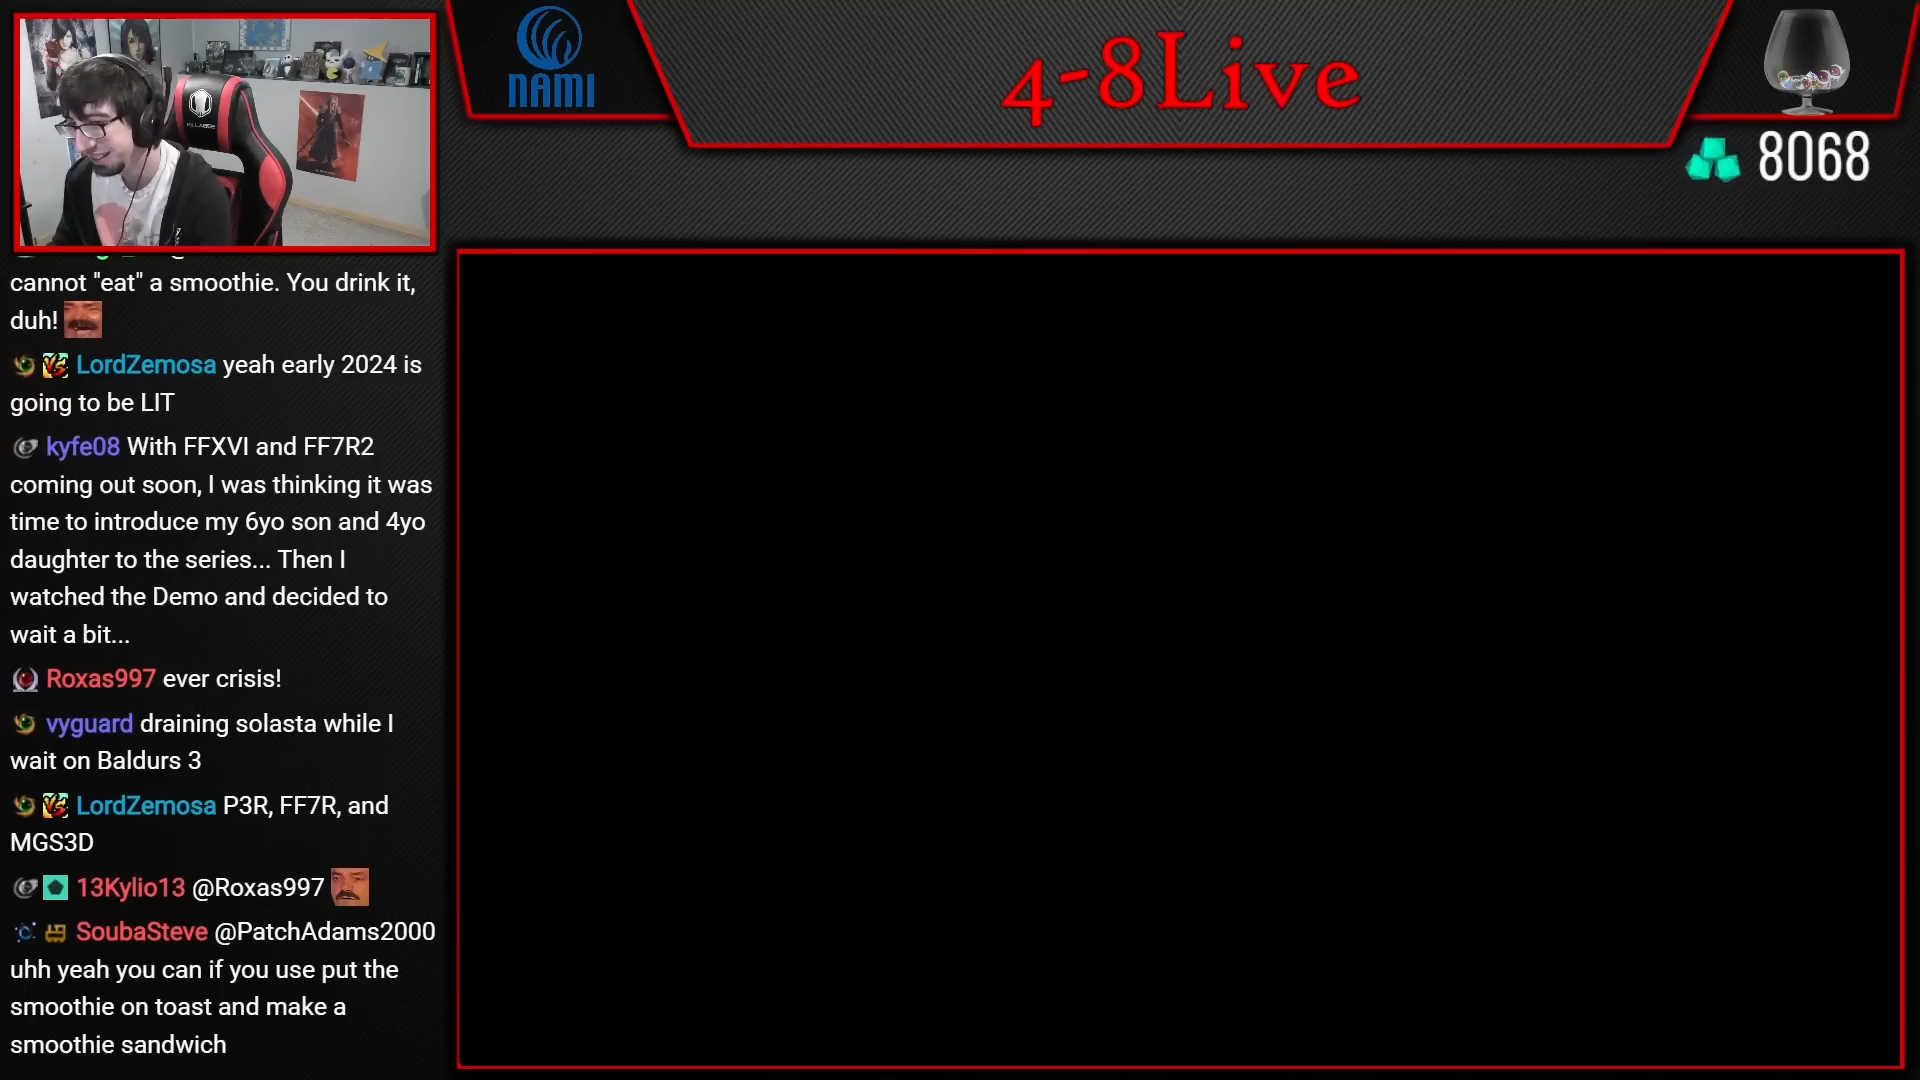 NAMI
4-8Live
8068
cannot "eat" a smoothie. You drink it,
duh!
LordZemosa yeah early 2024 is
going to be LIT
kyfe08 With FFXVI and FF7R2
coming out soon, I was thinking it was
time to introduce my 6yo son and 4yo
daughter to the series... Then I
watched the Demo and decided to
wait a bit...
Roxas997 ever crisis!
vyguard draining solasta while I
wait on Baldurs 3
LordZemosa P3R, FF7R, and
MGS3D
13Kylio13 @Roxas997
SoubaSteve @PatchAdams2000
uhh yeah you can if you use put the
smoothie on toast and make a
smoothie sandwich